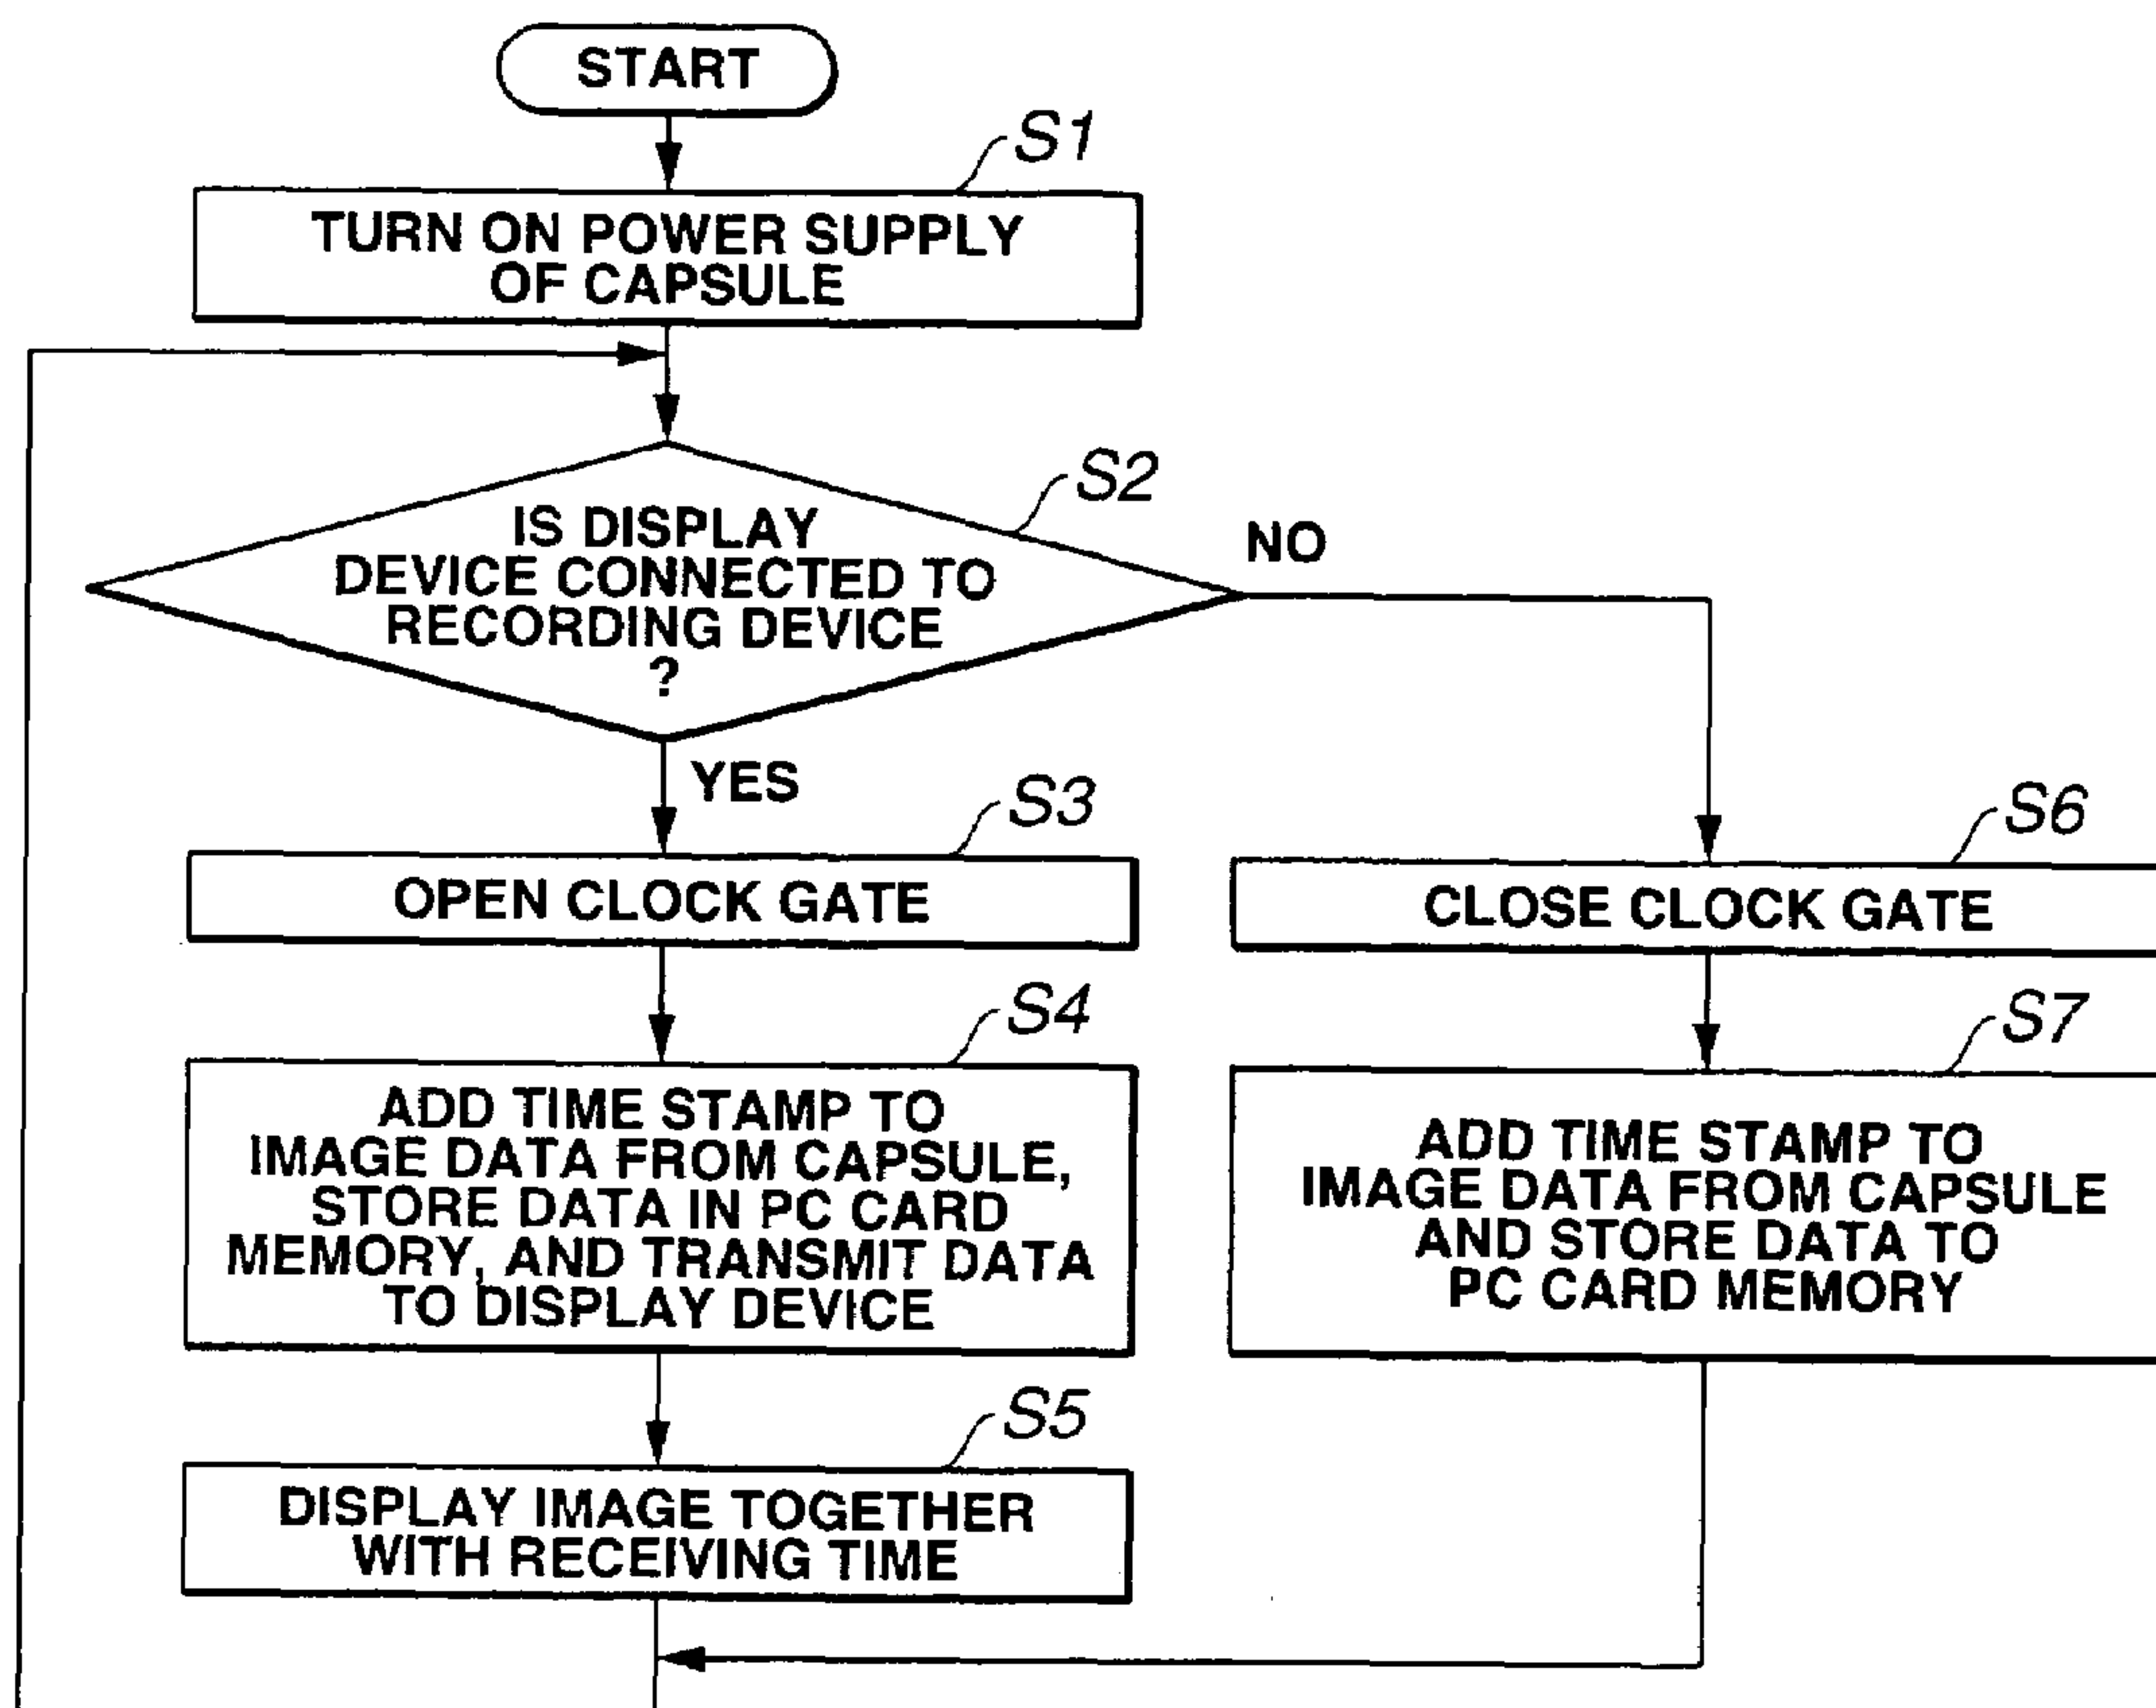 START
S1
TURN ON POWER SUPPLY
OF CAPSULE
S2
IS DISPLAY
DEVICE CONNECTED TO
RECORDING DEVICE
?
NO
YES
S3
OPEN CLOCK GATE
S6
CLOSE CLOCK GATE
S4
ADD TIME STAMP TO
IMAGE DATA FROM CAPSULE,
STORE DATA IN PC CARD
MEMORY, AND TRANSMIT DATA
TO DISPLAY DEVICE
S7
ADD TIME STAMP TO
IMAGE DATA FROM CAPSULE
AND STORE DATA TO
PC CARD MEMORY
S5
DISPLAY IMAGE TOGETHER
WITH RECEIVING TIME